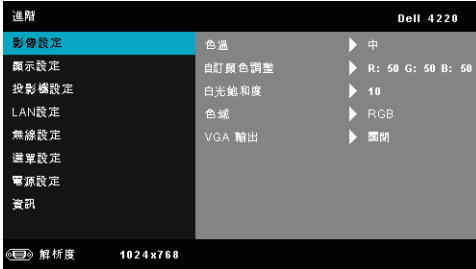 進階 Dell 4220
影像設定
顯示設定
投影機設定
LAN設定
無線設定
選單設定
電源設定
資訊
色溫 中
自訂顏色調整 R: 50 G: 50 B: 50
白光飽和度 10
色域 RGB
VGA 輸出 關閉
解析度 1024x768